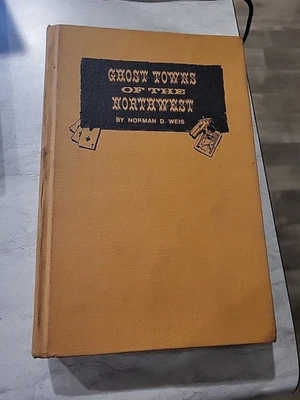 GHOST TOWNS
OF THE
NORTHWEST
BY NORMAN D. WEIS